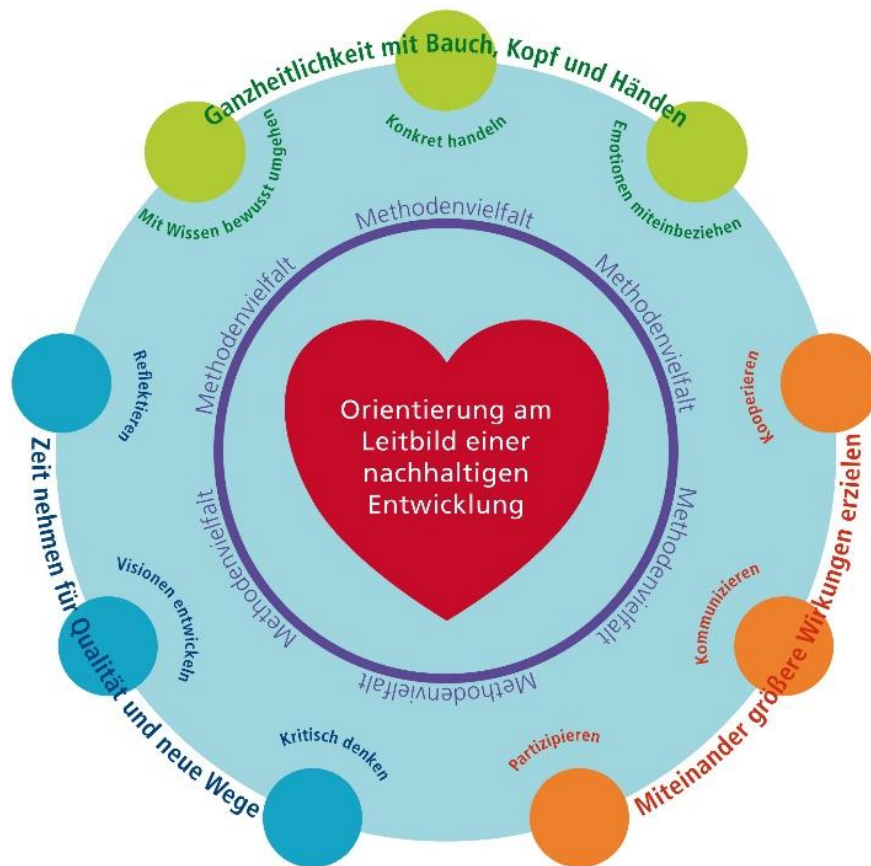 Ganzheitlichkeit mit Bauch, Kopf und Händen
Mit Wissen bewusst umgehen
Konkret handeln
Emotionen miteinbeziehen
Methodenvielfalt
Methodenvielfalt
Methodenvielfalt
Methodenvielfalt
Methodenvielfalt
Methodenvielfalt
Orientierung am
Leitbild einer
nachhaltigen
Entwicklung
Kooperieren
Kommunizieren
Partizipieren
Miteinander größere Wirkungen erzielen
Reflektieren
Visionen entwickeln
Kritisch denken
Zeit nehmen für Qualität und neue Wege